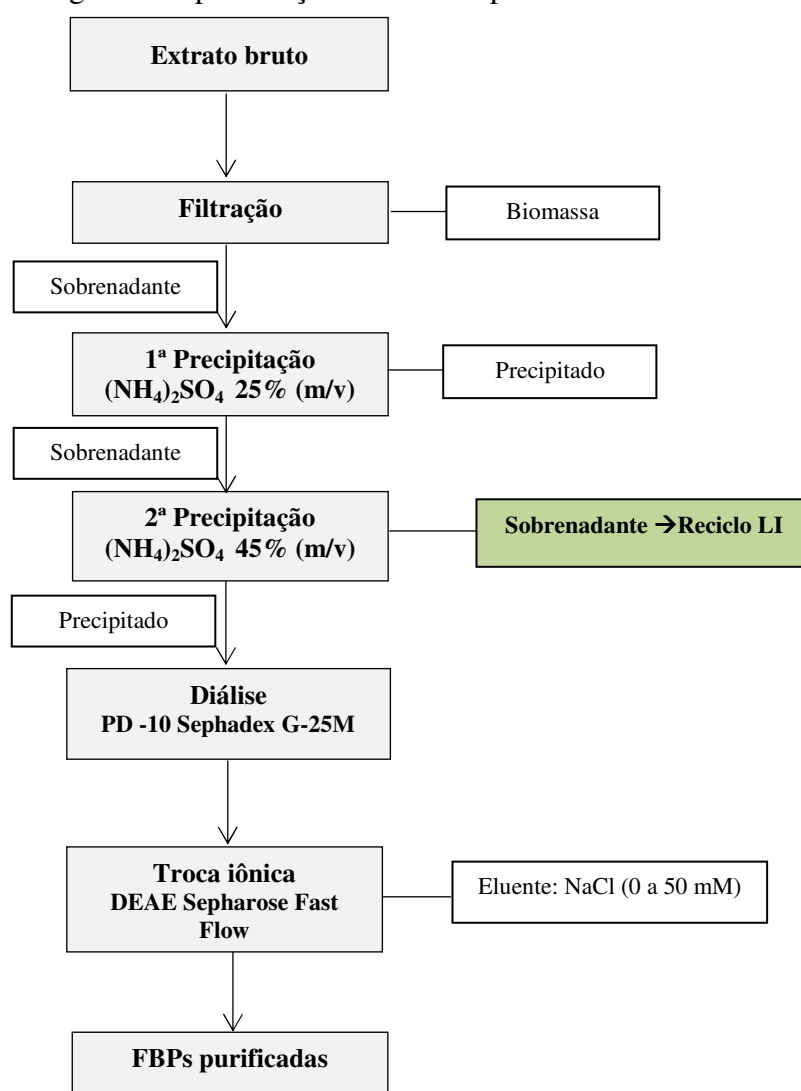 Extrato bruto
Filtração
Biomassa
Sobrenadante
1ª Precipitação
(NH₄)₂SO₄ 25% (m/v)
Precipitado
Sobrenadante
2ª Precipitação
(NH₄)₂SO₄ 45% (m/v)
Sobrenadante →Reciclo LI
Precipitado
Diálise
PD -10 Sephadex G-25M
Troca iônica
DEAE Sepharose Fast
Flow
Eluente: NaCl (0 a 50 mM)
FBPs purificadas